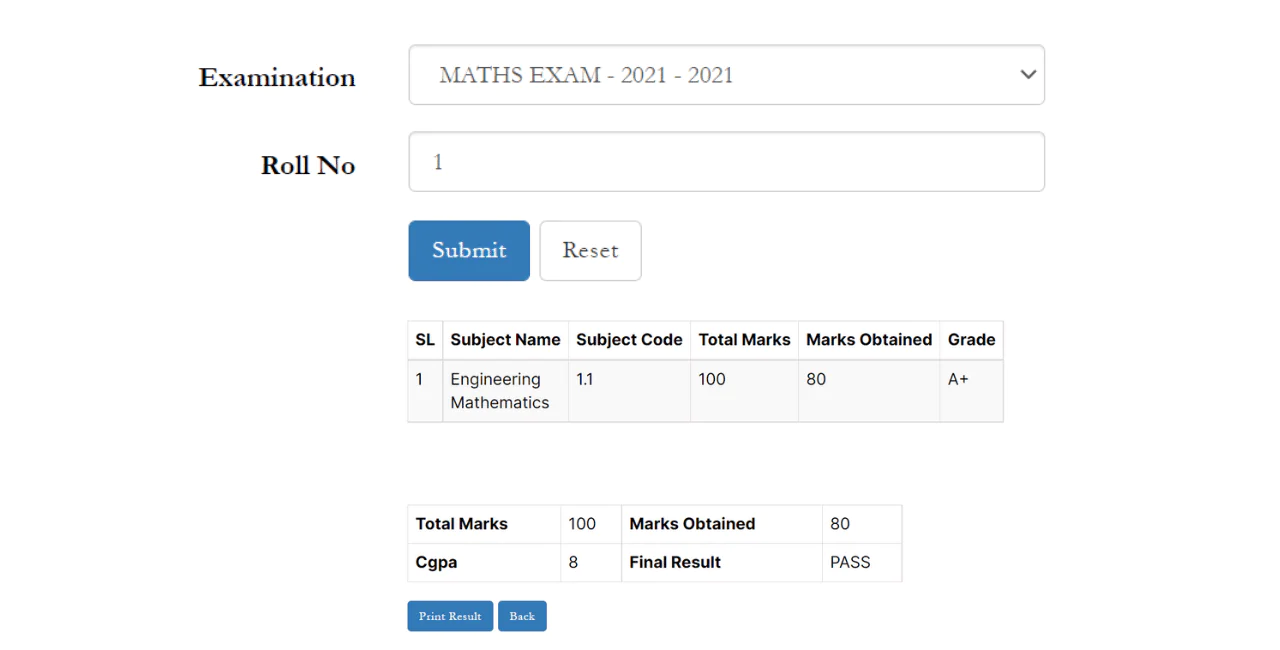 Examination
MATHS EXAM - 2021 - 2021
Roll No
1
Submit Reset
SL Subject Name Subject Code Total Marks Marks Obtained Grade
1 Engineering 1.1 100 80 A+
Mathematics
Total Marks 100 Marks Obtained 80
Cgpa 8 Final Result PASS
Print Result Back